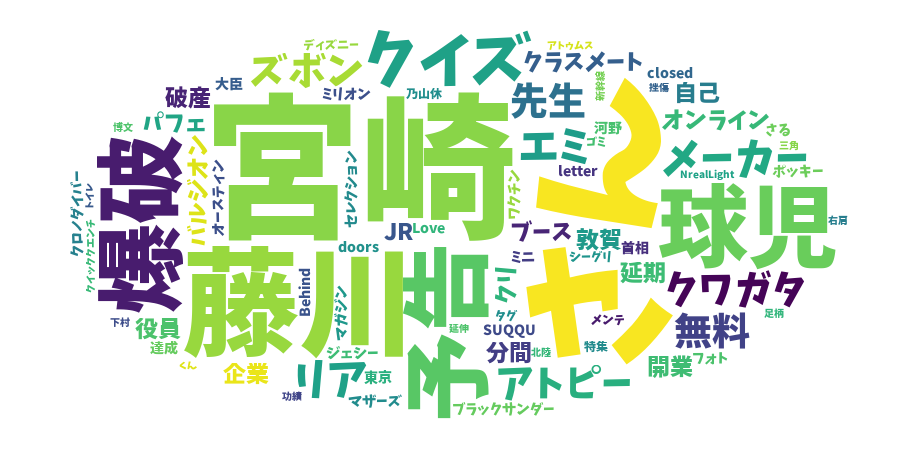 ディズニー
クイズ
アトゥムス
ズボン
クラスメート
closed
大臣
破産
ミリオン
乃山休
先生
挫傷
自己
パフェ
博文
宮崎
エミ
河野
ゴミ
オンライン
さる
三角
メーカー
ポッキー
NrealLight
letter
爆破
バルジオン
オースティン
セレクション
ワクチン
ん
球児
右肩
クロノダイバー
トイレ
クイッククエンチ
JR
Love
ブース
敦賀
首相
doors
ミニ
シーグリ
延期
藤川
予告
クリ
ヤン
クワガタ
Behind
マガジン
タグ
メンテ
足柄
下村
役員
延伸
SUQQU
無料
達成
ジェシー
分間
北陸
特集
くん
企業
リア
東京
アトピー
開業
フォト
功績
マザーズ
ブラックサンダー